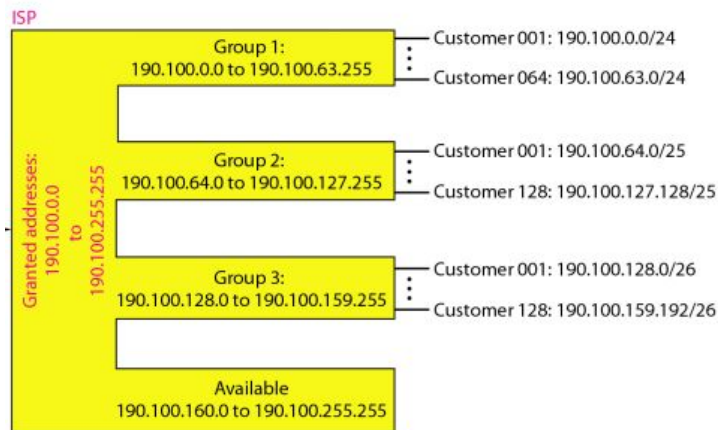 ISP
Granted addresses:
190.100.0.0
to
190.100.255.255
Group 1:
190.100.0.0 to 190.100.63.255
Customer 001: 190.100.0.0/24
Customer 064: 190.100.63.0/24
Group 2:
190.100.64.0 to 190.100.127.255
Customer 001: 190.100.64.0/25
Customer 128: 190.100.127.128/25
Group 3:
190.100.128.0 to 190.100.159.255
Customer 001: 190.100.128.0/26
Customer 128: 190.100.159.192/26
Available
190.100.160.0 to 190.100.255.255